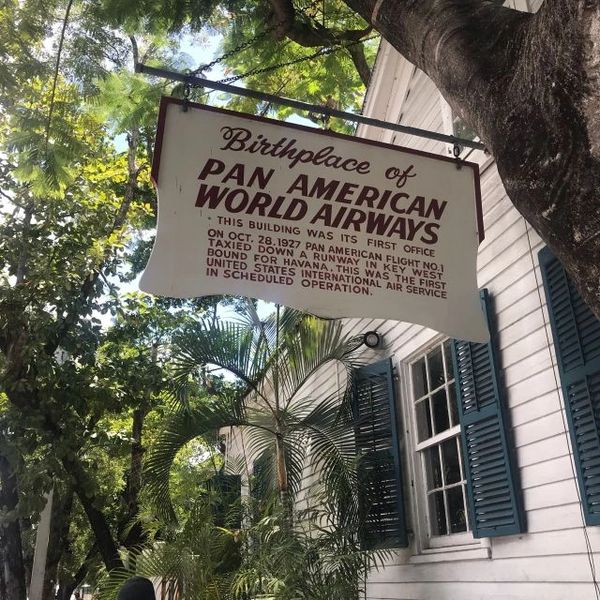 Birthplace of
PAN AMERICAN
WORLD AIRWAYS
THIS BUILDING WAS ITS FIRST OFFICE
ON OCT. 28, 1927 PAN AMERICAN FLIGHT NO. 1
TAXIED DOWN A RUNWAY IN KEY WEST
BOUND FOR HAVANA. THIS WAS THE FIRST
UNITED STATES INTERNATIONAL AIR SERVICE
IN SCHEDULED OPERATION.